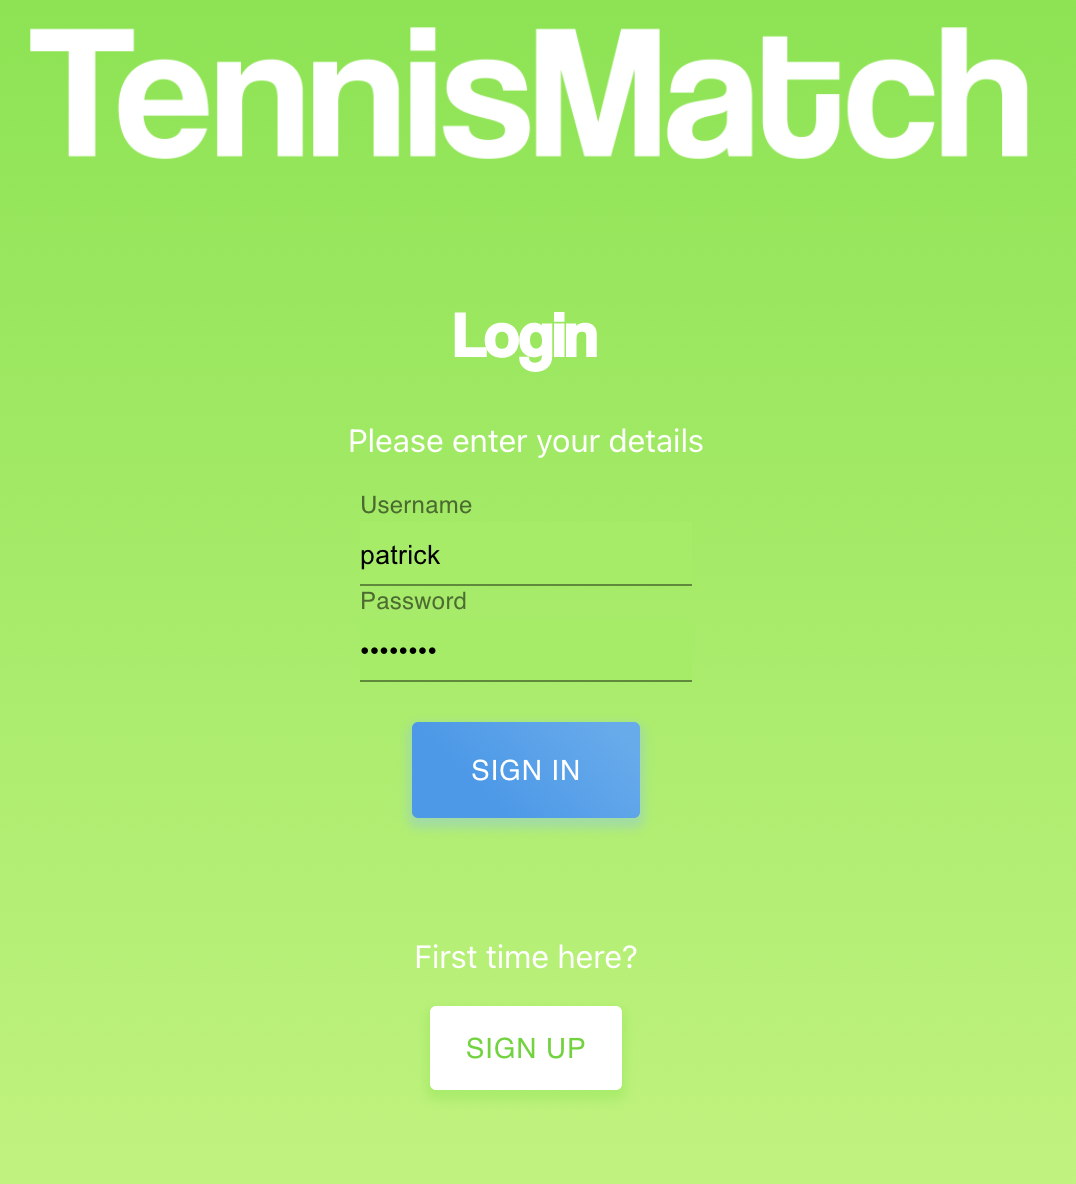 TennisMatch
Login
Please enter your details
Username
patrick
Password
••••••••
SIGN IN
First time here?
SIGN UP